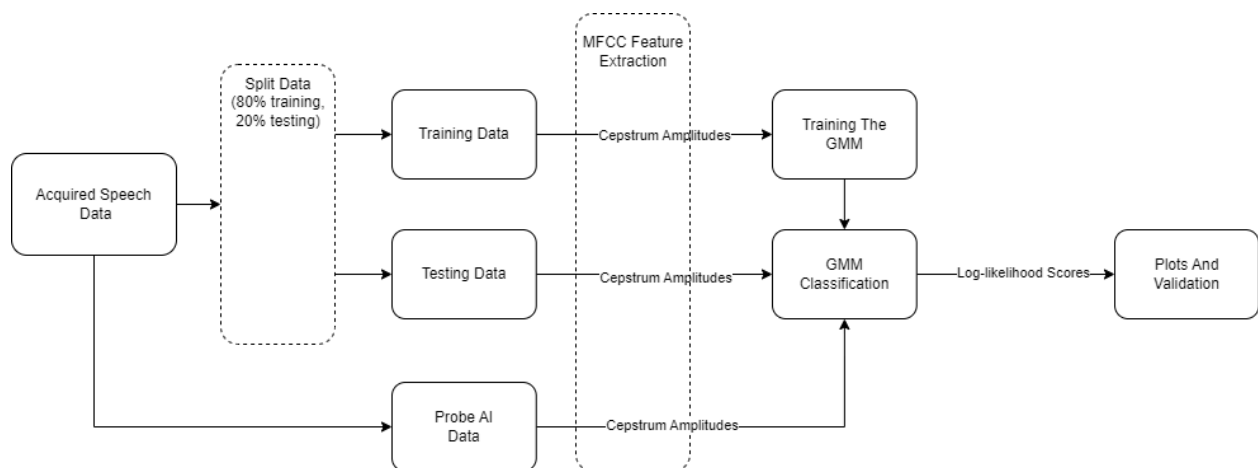 MFCC Feature
Extraction
Split Data
(80% training,
20% testing)
Training Data
Cepstrum Amplitudes
Training The
GMM
Acquired Speech
Data
Testing Data
Cepstrum Amplitudes
GMM
Classification
Log-likelihood Scores
Plots And
Validation
Probe AI
Data
Cepstrum Amplitudes